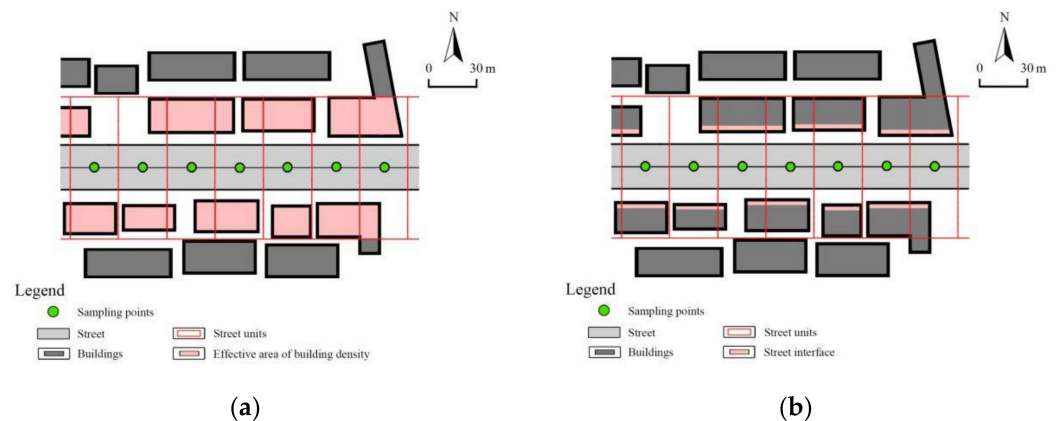 N
0 30 m
Legend
Sampling points
Street
Street units
Buildings
Effective area of building density
(a)
N
0 30 m
Legend
Sampling points
Street
Street units
Buildings
Street interface
(b)